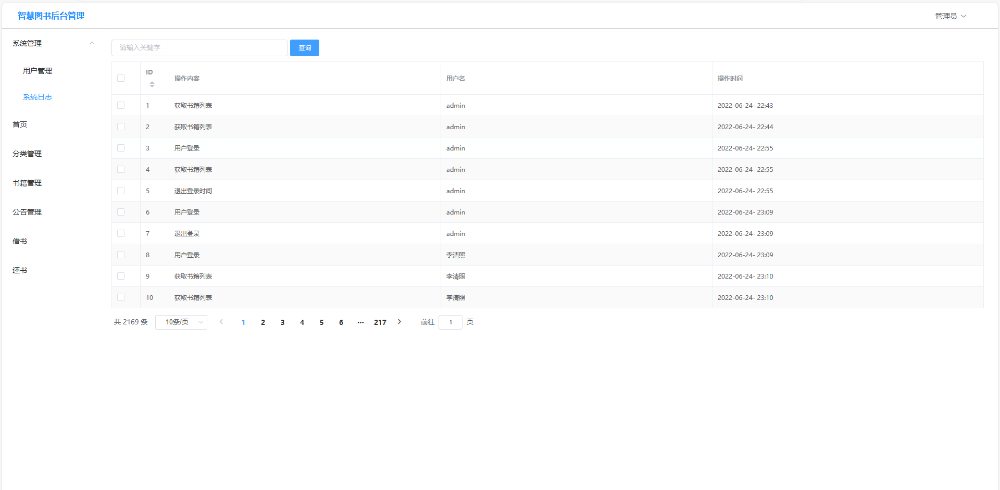 智慧图书后台管理
管理员
系统管理
用户管理
系统日志
首页
分类管理
书籍管理
公告管理
借书
还书
请输入关键字 查询
ID 操作内容 用户名 操作时间
1 获取书籍列表 admin 2022-06-24- 22:43
2 获取书籍列表 admin 2022-06-24- 22:44
3 用户登录 admin 2022-06-24- 22:55
4 获取书籍列表 admin 2022-06-24- 22:55
5 退出登录时间 admin 2022-06-24- 22:55
6 用户登录 admin 2022-06-24- 23:09
7 退出登录 admin 2022-06-24- 23:09
8 用户登录 李清照 2022-06-24- 23:09
9 获取书籍列表 李清照 2022-06-24- 23:10
10 获取书籍列表 李清照 2022-06-24- 23:10
共 2169 条 10条/页 1 2 3 4 5 6 ••• 217 前往 1 页